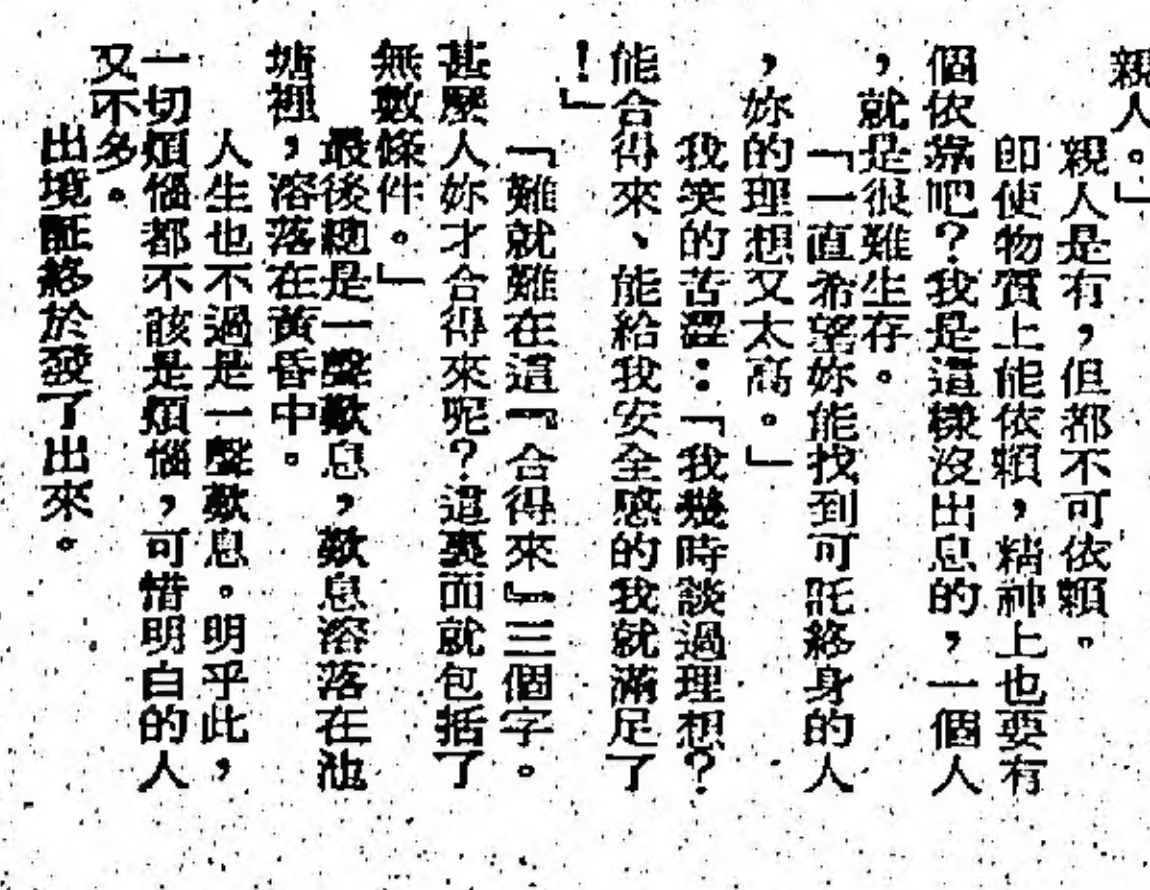 親人。」
親人是有，但都不可依賴。
卽使物質上能依賴，精神上也要有
個依靠吧？我是這樣沒出息的，一個人
，就是很難生存。
「一直希望妳能找到可託終身的人
，妳的理想又太高。」
我笑的苦澀：「我幾時談過理想？
能合得來、能給我安全感的我就滿足了
！」
「難就難在這『合得來』三個字。
甚麼人妳才合得來呢？這裏面就包括了
無數條件。」
最後總是一聲歎息，歎息溶落在池
塘裡，溶落在黃昏中。
人生也不過是一聲歎息。明乎此，
一切煩惱都不該是煩惱，可惜明白的人
又不多。
出境証終於發了出來。